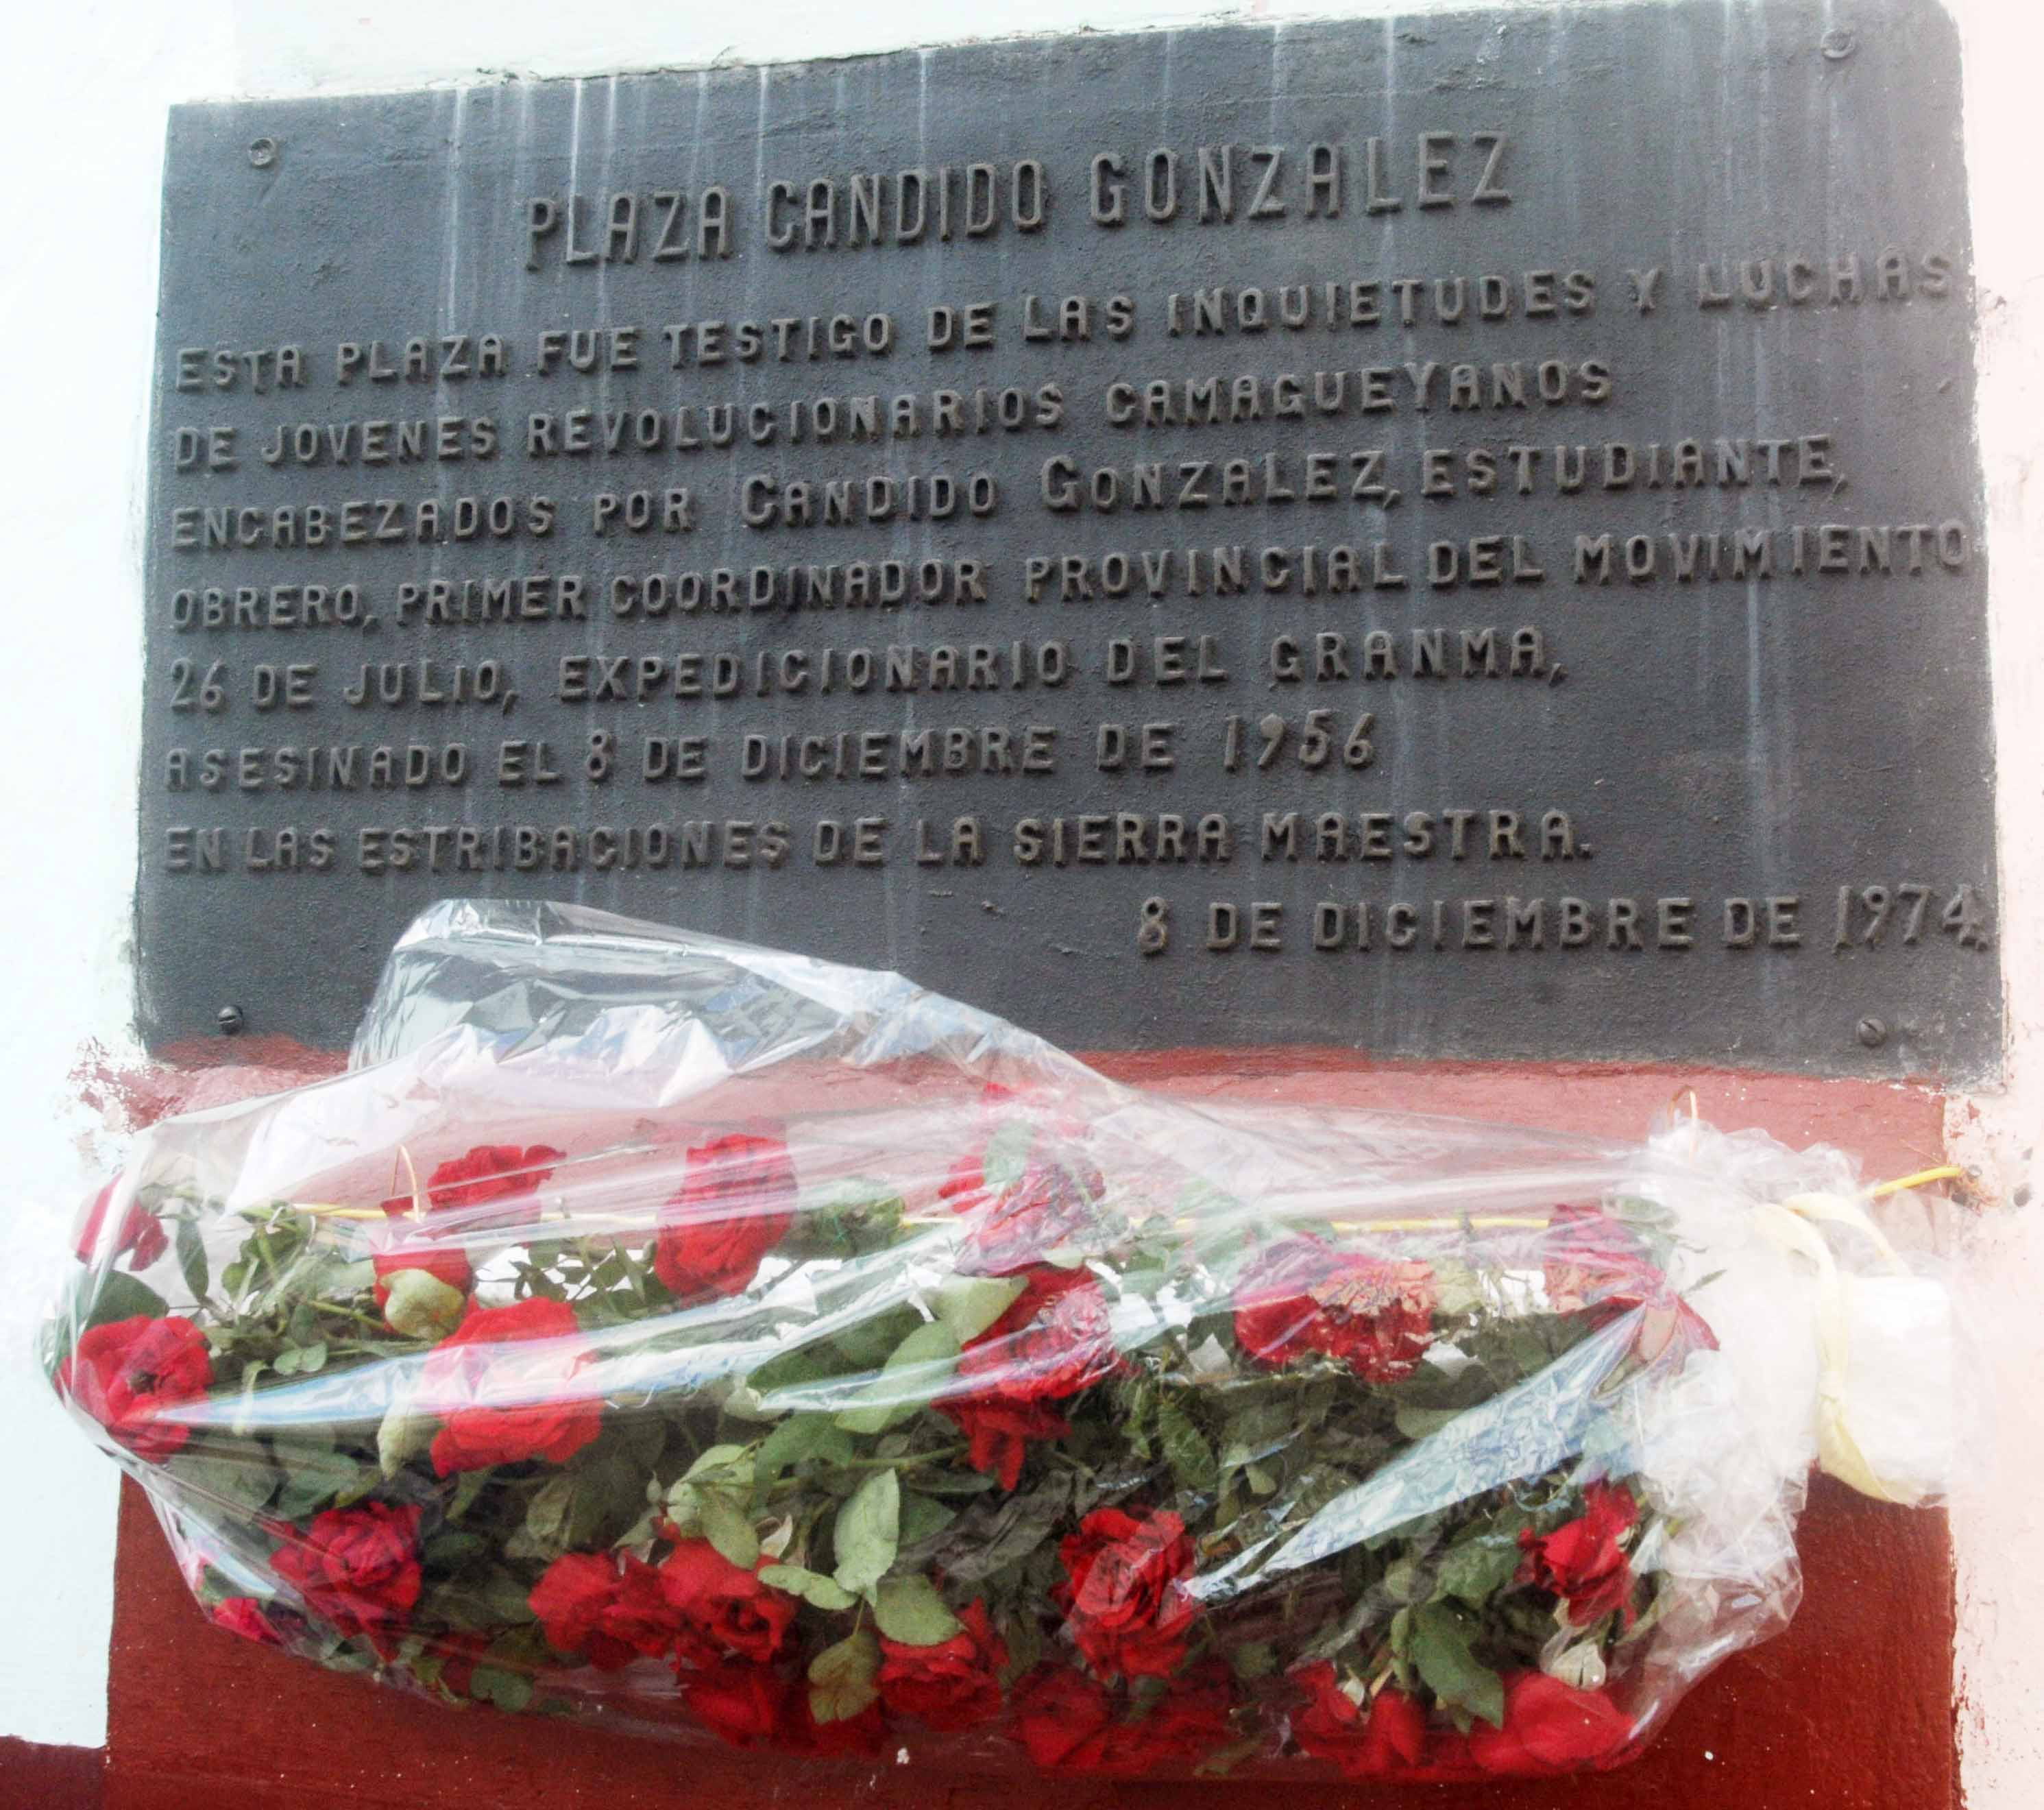 PLAZA CANDIDO GONZALEZ
ESTA PLAZA FUE TESTIGO DE LAS INQUIETUDES Y LUCHAS
DE JOVENES REVOLUCIONARIOS CAMAGUEYANOS
ENCABEZADOS POR CANDIDO GONZALEZ, ESTUDIANTE,
OBRERO, PRIMER COORDINADOR PROVINCIAL DEL MOVIMIENTO
26 DE JULIO, EXPEDICIONARIO DEL GRANMA,
ASESINADO EL 8 DE DICIEMBRE DE 1956
EN LAS ESTRIBACIONES DE LA SIERRA MAESTRA.
8 DE DICIEMBRE DE 1974.